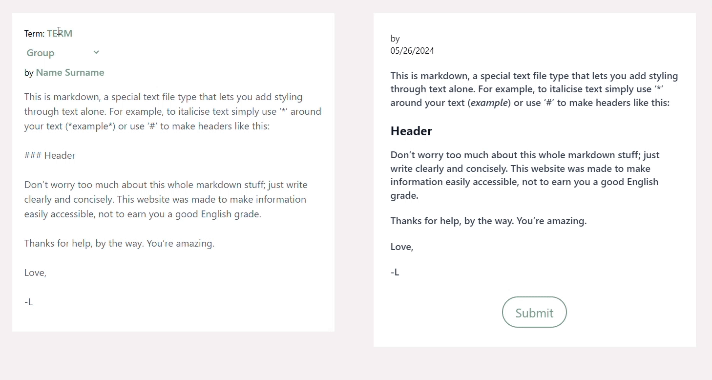 Term: TERM
Group
by Name Surname
This is markdown, a special text file type that lets you add styling
through text alone. For example, to italicise text simply use '*' around
your text (*example*) or use '#' to make headers like this:
### Header
Don't worry too much about this whole markdown stuff; just write
clearly and concisely. This website was made to make information
easily accessible, not to earn you a good English grade.
Thanks for help, by the way. You're amazing.
Love,
-L
by
05/26/2024
This is markdown, a special text file type that lets you add styling
through text alone. For example, to italicise text simply use '*'
around your text (example) or use '#' to make headers like this:
Header
Don't worry too much about this whole markdown stuff; just
write clearly and concisely. This website was made to make
information easily accessible, not to earn you a good English
grade.
Thanks for help, by the way. You're amazing.
Love,
-L
Submit